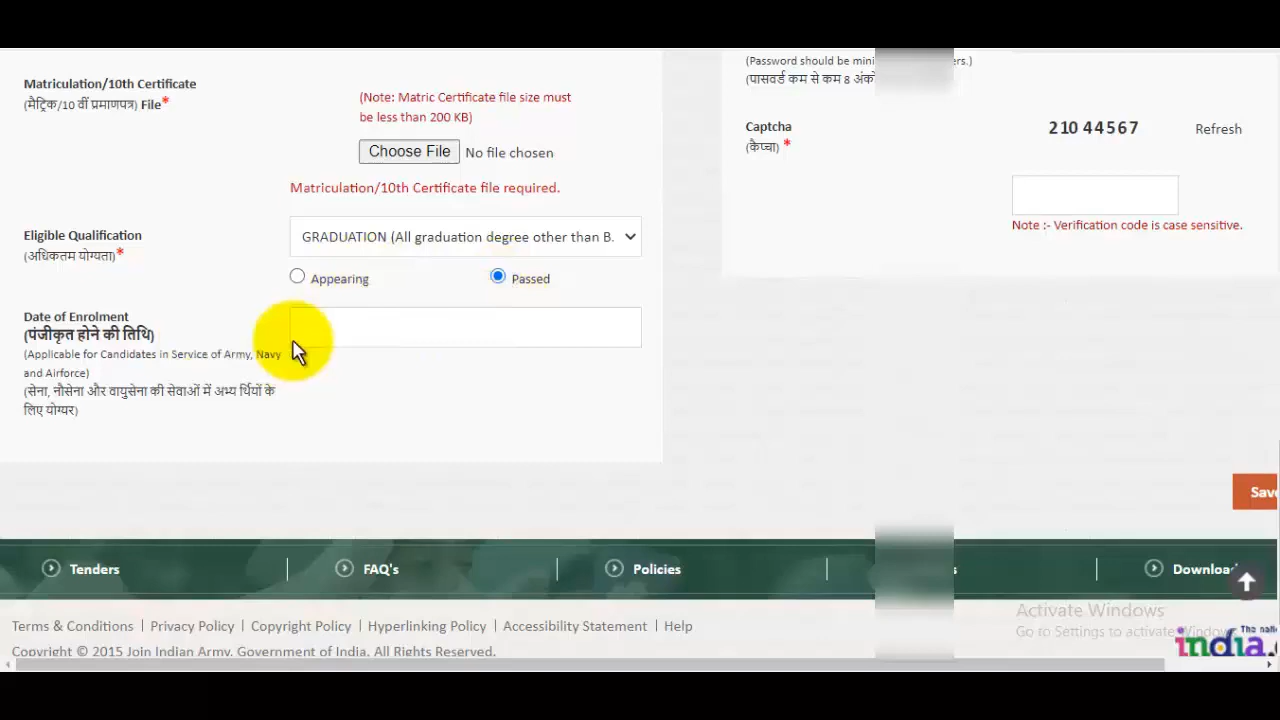 Matriculation/10th Certificate
(मैट्रिक/10 वीं प्रमाणपत्र) File*
(Note: Matric Certificate file size must
be less than 200 KB)
Choose File No file chosen
Matriculation/10th Certificate file required.
Eligible Qualification
(अधिकतम योग्यता)*
GRADUATION (All graduation degree other than B.
Appearing
Passed
Date of Enrolment
(पंजीकृत होने की तिथि)
(Applicable for Candidates in Service of Army, Navy
and Airforce)
(सेना, नौसेना और वायुसेना की सेवाओं में अभ्य र्थियों के
लिए योग्यर)
(Password should be mini
ers.)
(पासवर्ड कम से कम 8 अंको
Captcha
(कैप्चा) *
210 44567
Refresh
Note :- Verification code is case sensitive.
Save
Tenders
FAQ's
Policies
Download
Terms & Conditions | Privacy Policy | Copyright Policy | Hyperlinking Policy | Accessibility Statement | Help
Copyright © 2015 Join Indian Army. Government of India. All Rights Reserved.
Activate Windows
Go to Settings to activate Windows.
The nati
india.